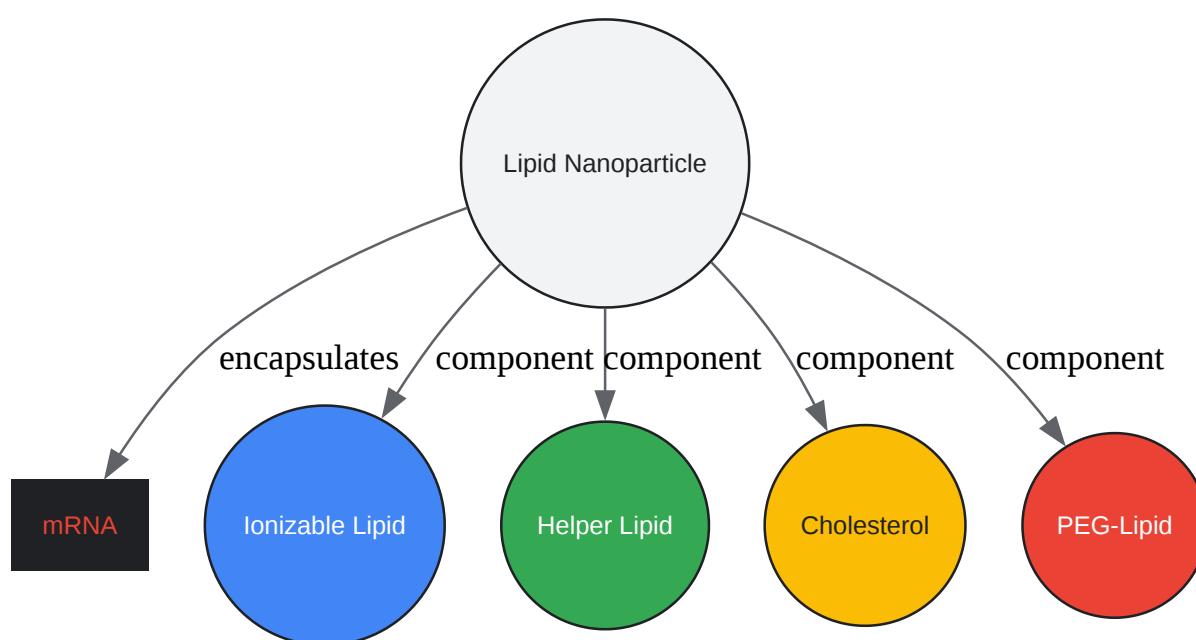 Lipid Nanoparticle
encapsulates
component
component
component
component
mRNA
Ionizable Lipid
Helper Lipid
Cholesterol
PEG-Lipid